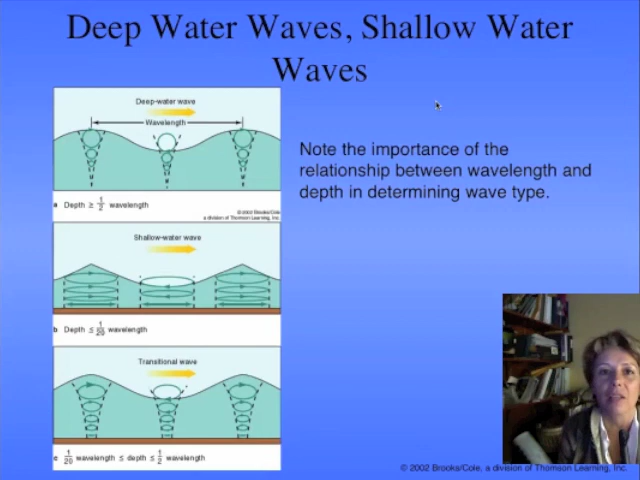 Deep Water Waves, Shallow Water
Waves
Deep-water wave
Wavelength
a Depth ≥ 1/2 wavelength
© 2002 Brooks/Cole
a division of Thomson Learning, Inc.
Shallow-water wave
b Depth ≤ 1/20 wavelength
Transitional wave
c 1/20 wavelength ≤ depth ≤ 1/2 wavelength
Note the importance of the
relationship between wavelength and
depth in determining wave type.
© 2002 Brooks/Cole, a division of Thomson Learning, Inc.